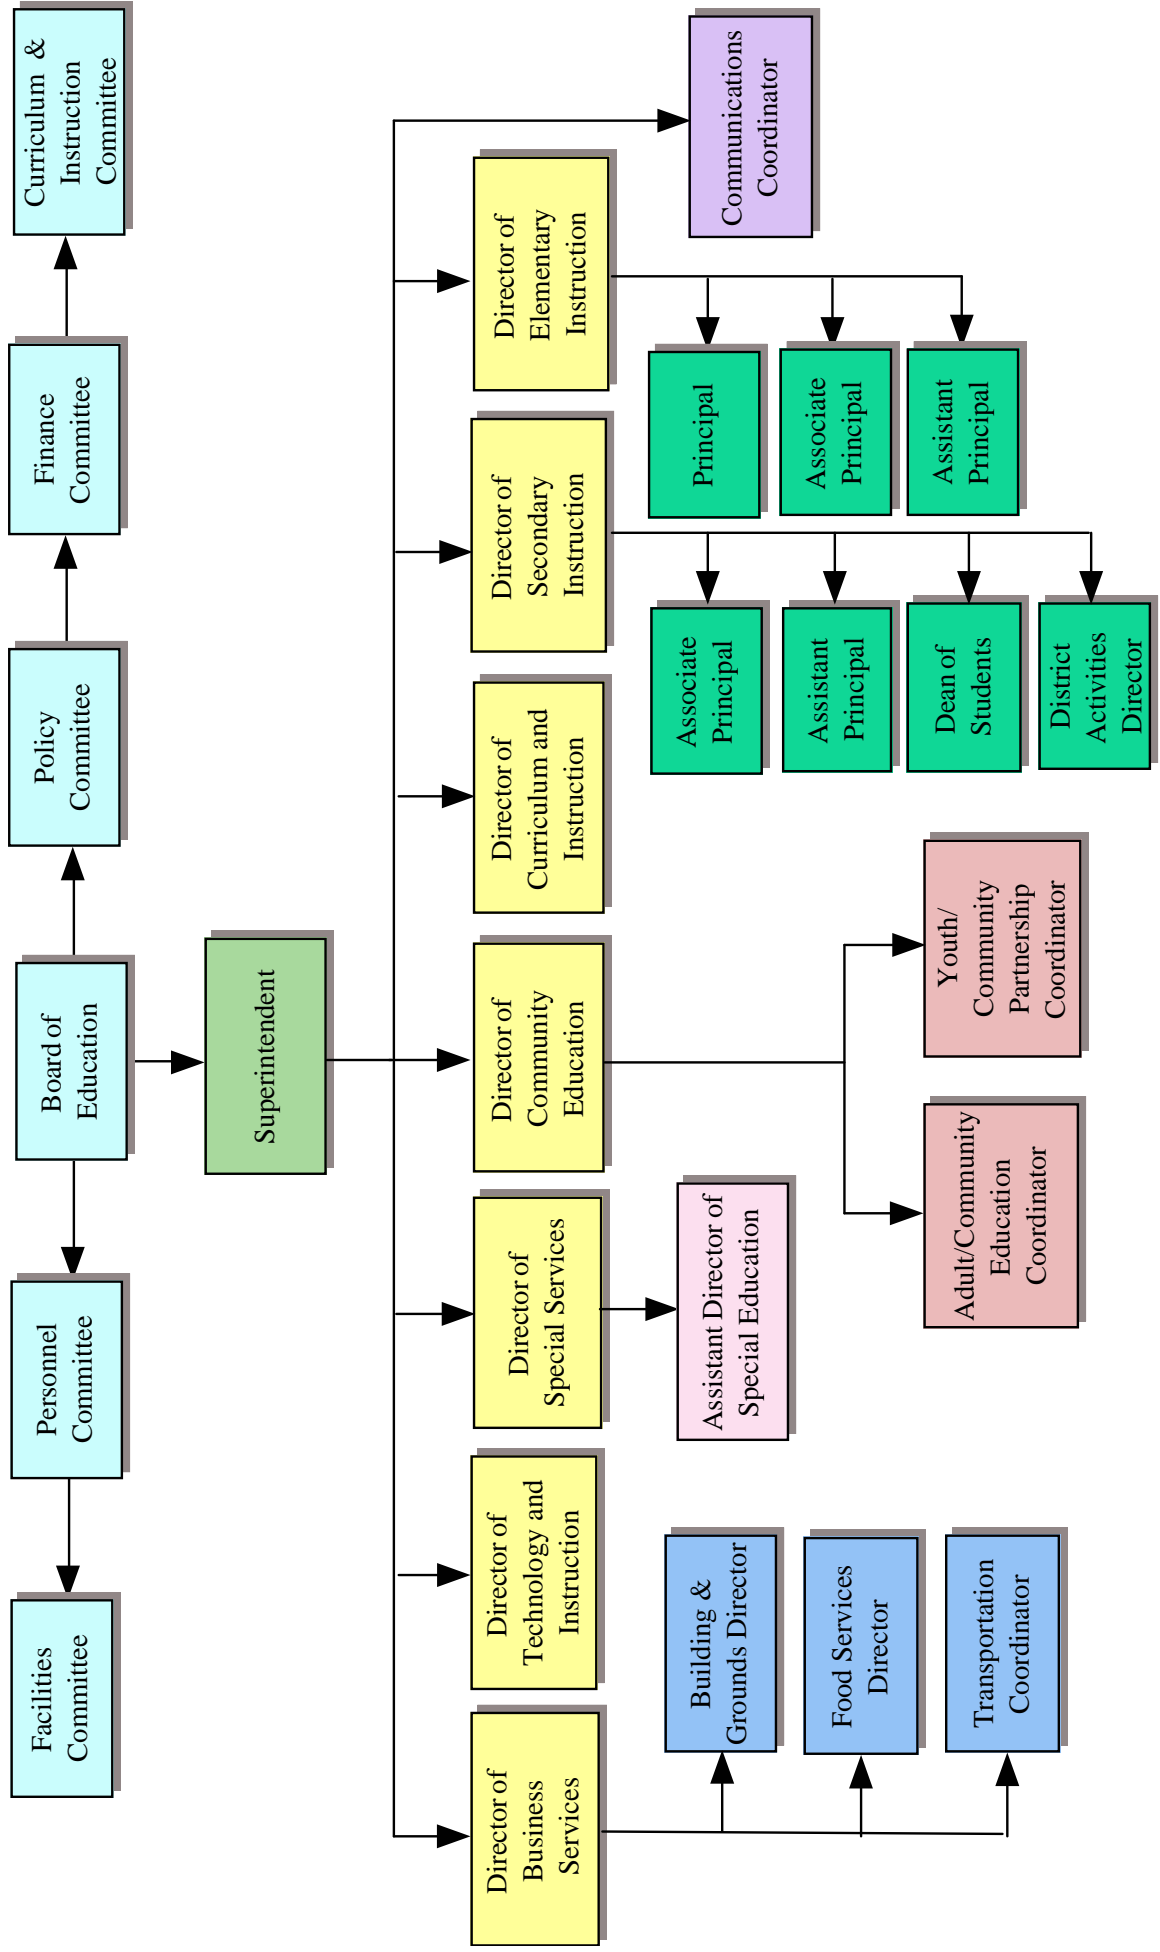 Facilities
Committee
Personnel
Committee
Board of
Education
Policy
Committee
Finance
Committee
Curriculum &
Instruction
Committee
Superintendent
Director of
Business
Services
Director of
Technology and
Instruction
Director of
Special Services
Director of
Community
Education
Director of
Curriculum and
Instruction
Director of
Secondary
Instruction
Director of
Elementary
Instruction
Communications
Coordinator
Building &
Grounds Director
Food Services
Director
Transportation
Coordinator
Assistant Director of
Special Education
Adult/Community
Education
Coordinator
Youth/
Community
Partnership
Coordinator
Associate
Principal
Assistant
Principal
Dean of
Students
District
Activities
Director
Principal
Associate
Principal
Assistant
Principal